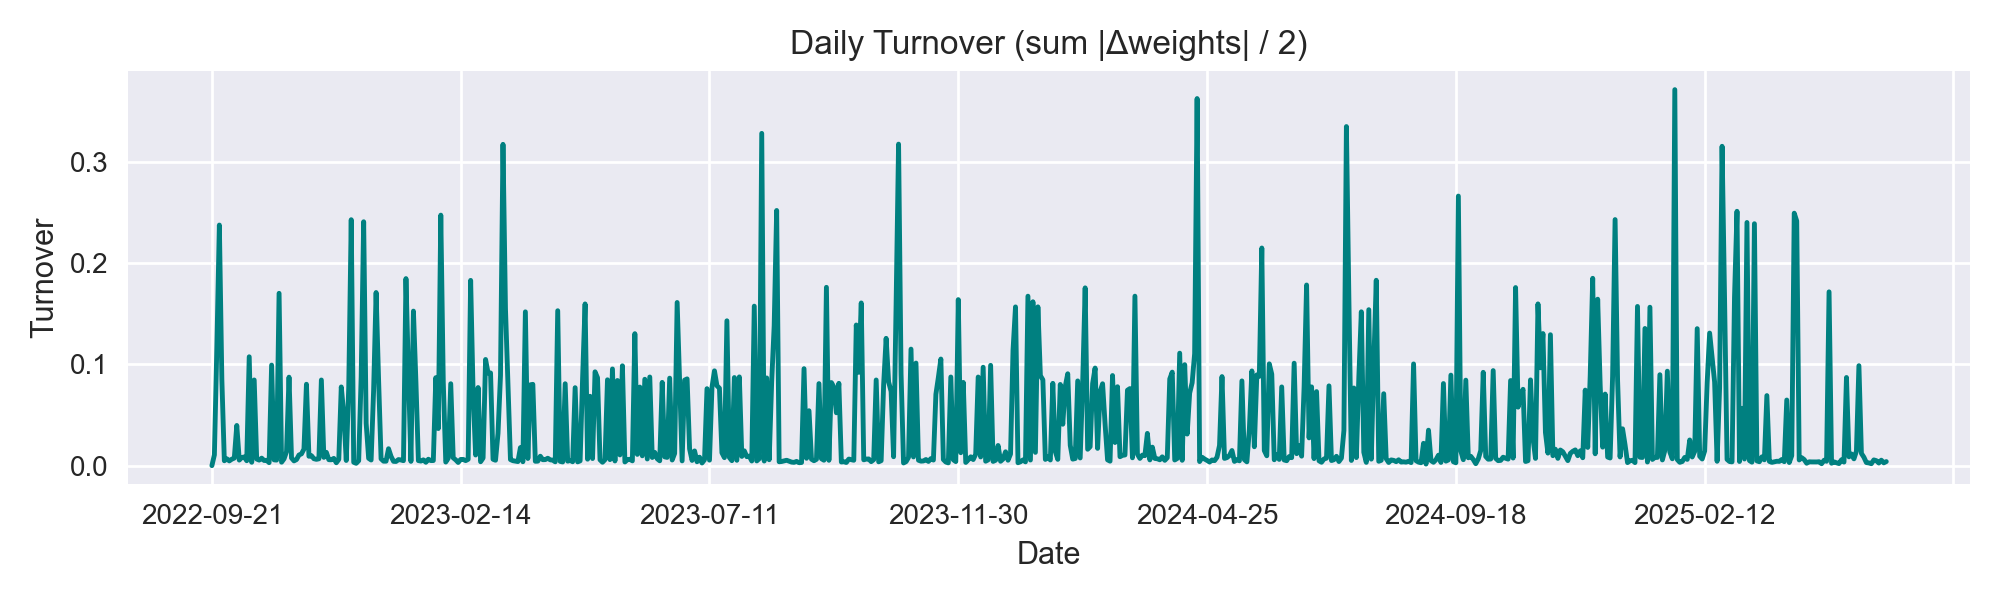 Daily Turnover (sum |Δweights| / 2)
Turnover
0.3
0.2
0.1
0.0
2022-09-21 2023-02-14 2023-07-11 2023-11-30 2024-04-25 2024-09-18 2025-02-12
Date